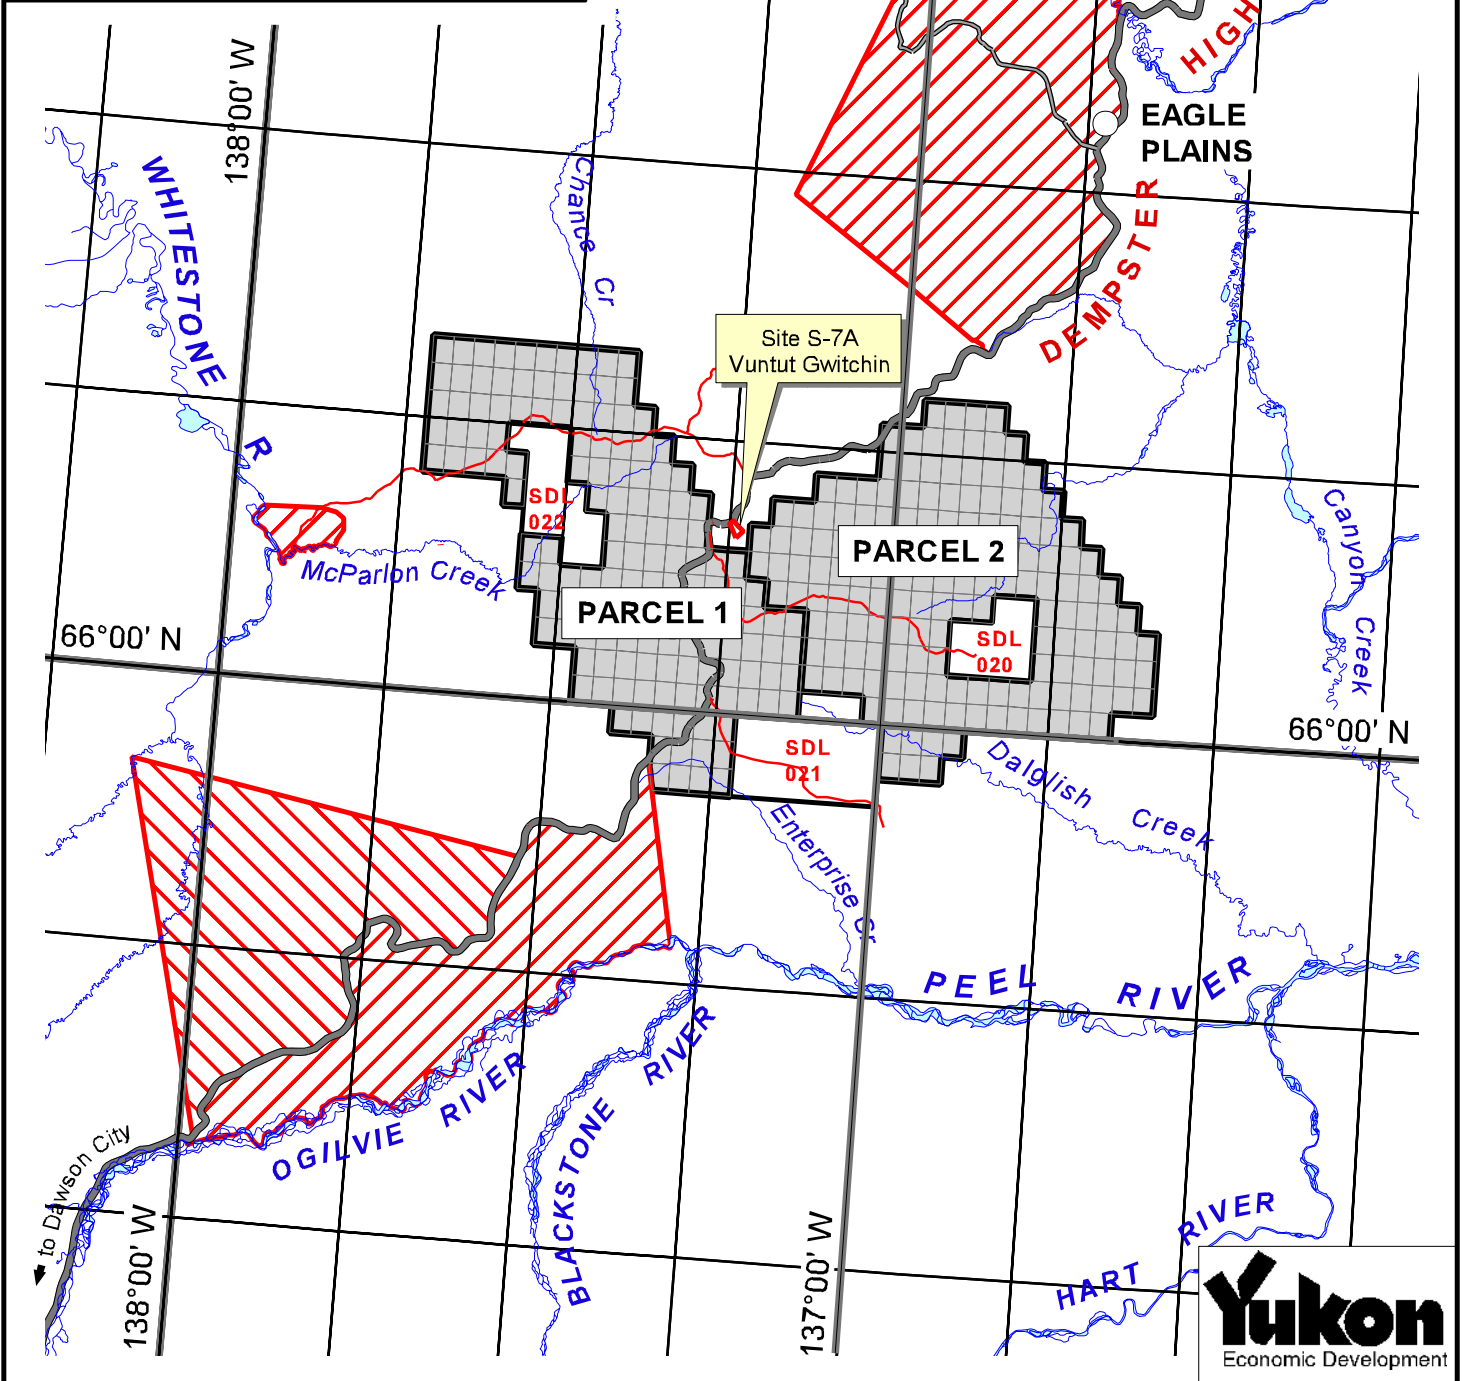 HIGH
EAGLE
PLAINS
138°00' W
WHITESTONE
R
Chance Cr
DEMPSTER
Site S-7A
Vuntut Gwitchin
SDL
022
Canyon
Creek
PARCEL 2
McParlon Creek
PARCEL 1
66°00' N
SDL
020
66°00' N
SDL
021
Dalglish Creek
Enterprise Cr
PEEL RIVER
OGILVIE RIVER
BLACKSTONE RIVER
to Dawson City
138°00' W
137°00' W
HART RIVER
Yukon
Economic Development